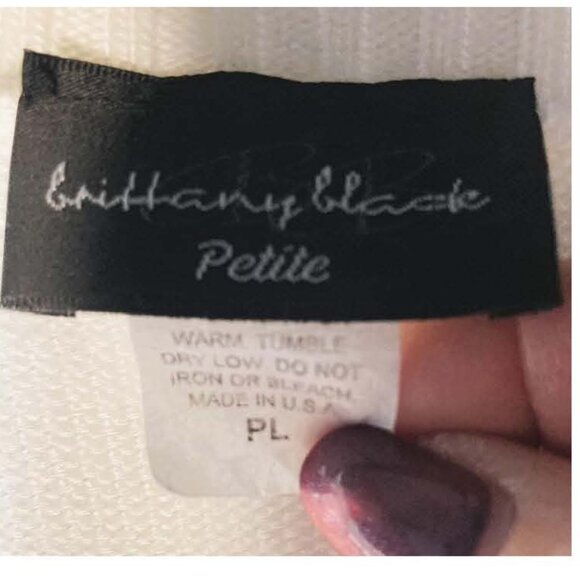 brittany black
Petite
WARM. TUMBLE
DRY LOW. DO NOT
IRON OR BLEACH.
MADE IN U.S.A
PL